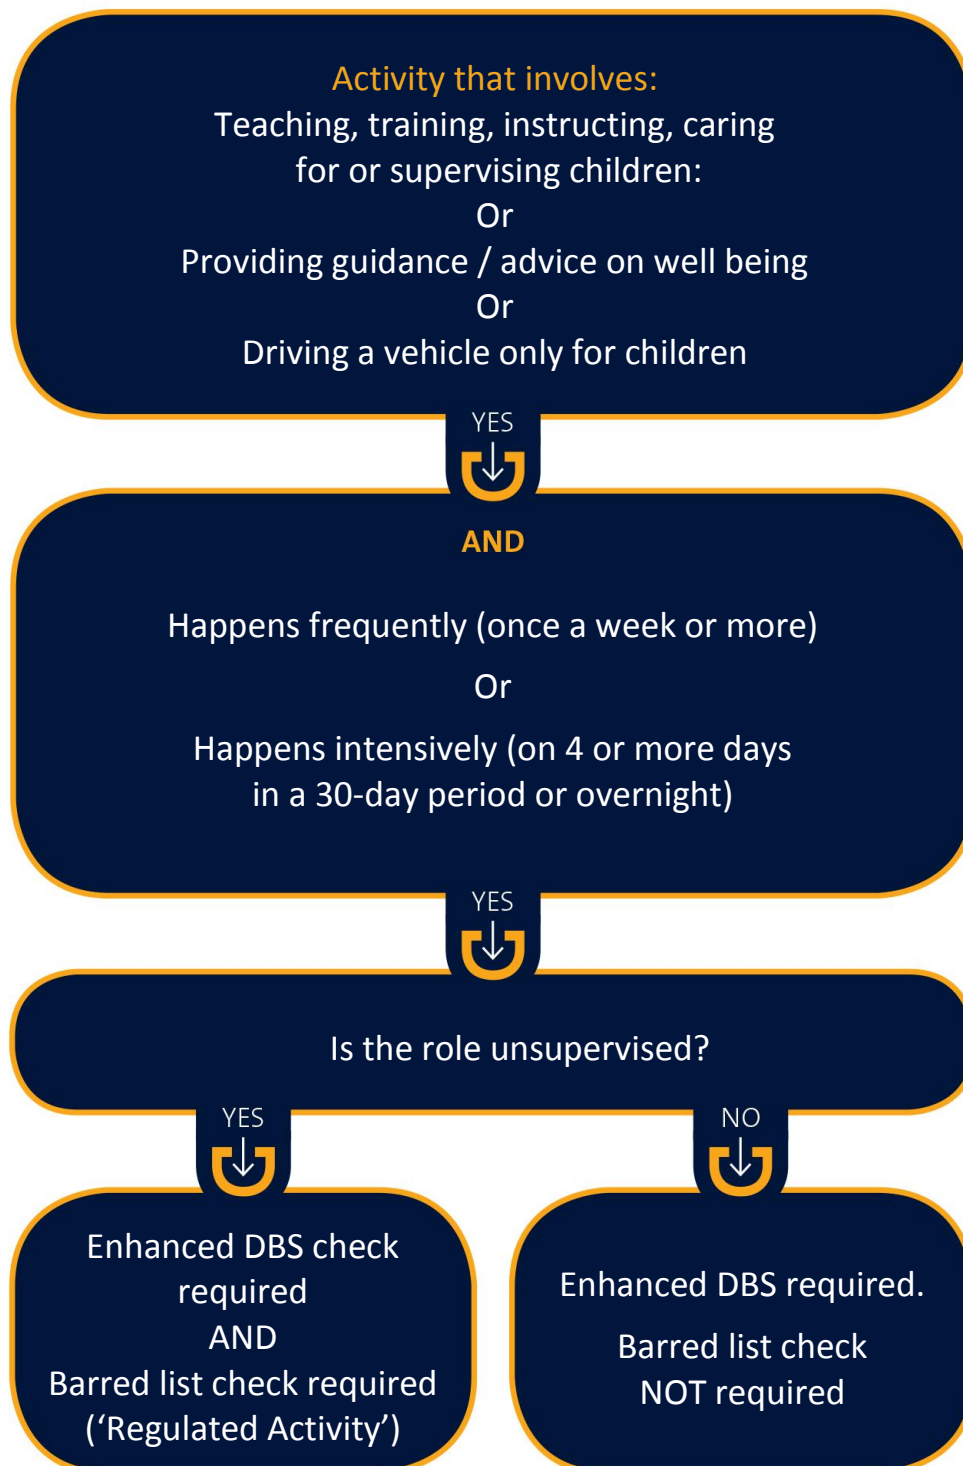 Activity that involves:
Teaching, training, instructing, caring
for or supervising children:
Or
Providing guidance / advice on well being
Or
Driving a vehicle only for children
YES
AND
Happens frequently (once a week or more)
Or
Happens intensively (on 4 or more days
in a 30-day period or overnight)
YES
Is the role unsupervised?
YES
NO
Enhanced DBS check
required
AND
Barred list check required
(‘Regulated Activity’)
Enhanced DBS required.
Barred list check
NOT required